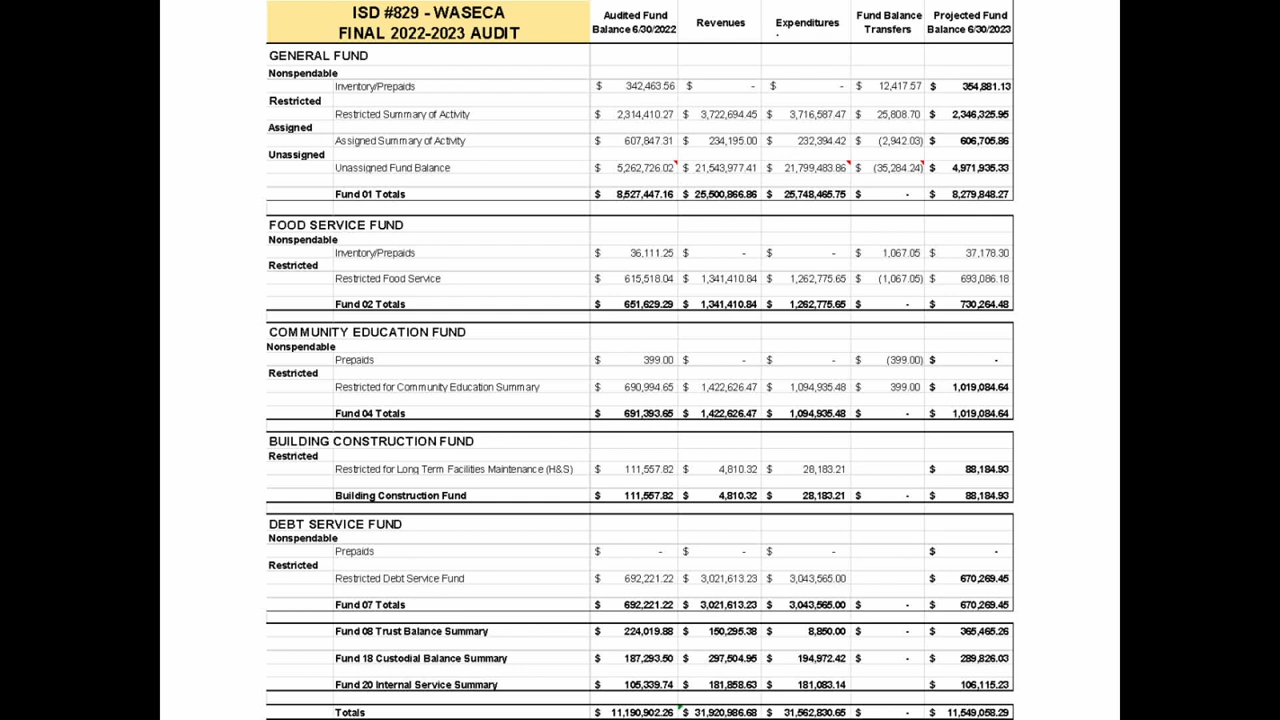 ISD #829 - WASECA
FINAL 2022-2023 AUDIT
Audited Fund Balance 6/30/2022 Revenues Expenditures Fund Balance Transfers Projected Fund Balance 6/30/2023
GENERAL FUND
Nonspendable
Inventory/Prepaids $ 342,463.56 $ - $ - $ 12,417.57 $ 354,881.13
Restricted
Restricted Summary of Activity $ 2,314,410.27 $ 3,722,694.45 $ 3,716,587.47 $ 25,808.70 $ 2,346,325.95
Assigned
Assigned Summary of Activity $ 607,847.31 $ 234,195.00 $ 232,394.42 $ (2,942.03) $ 606,705.86
Unassigned
Unassigned Fund Balance $ 5,262,726.02 $ 21,543,977.41 $ 21,799,483.86 $ (35,284.24) $ 4,971,935.33
Fund 01 Totals $ 8,527,447.16 $ 25,500,866.86 $ 25,748,465.75 $ - $ 8,279,848.27
FOOD SERVICE FUND
Nonspendable
Inventory/Prepaids $ 36,111.25 $ - $ - $ 1,067.05 $ 37,178.30
Restricted
Restricted Food Service $ 615,518.04 $ 1,341,410.84 $ 1,262,775.65 $ (1,067.05) $ 693,086.18
Fund 02 Totals $ 651,629.29 $ 1,341,410.84 $ 1,262,775.65 $ - $ 730,264.48
COMMUNITY EDUCATION FUND
Nonspendable
Prepaids $ 399.00 $ - $ - $ (399.00) $ -
Restricted
Restricted for Community Education Summary $ 690,994.65 $ 1,422,626.47 $ 1,094,935.48 $ 399.00 $ 1,019,084.64
Fund 04 Totals $ 691,393.65 $ 1,422,626.47 $ 1,094,935.48 $ - $ 1,019,084.64
BUILDING CONSTRUCTION FUND
Restricted
Restricted for Long Term Facilities Maintenance (H&S) $ 111,557.82 $ 4,810.32 $ 28,183.21 $ 88,184.93
Building Construction Fund $ 111,557.82 $ 4,810.32 $ 28,183.21 $ - $ 88,184.93
DEBT SERVICE FUND
Nonspendable
Prepaids $ - $ - $ - $ -
Restricted
Restricted Debt Service Fund $ 692,221.22 $ 3,021,613.23 $ 3,043,565.00 $ 670,269.45
Fund 07 Totals $ 692,221.22 $ 3,021,613.23 $ 3,043,565.00 $ - $ 670,269.45
Fund 08 Trust Balance Summary $ 224,019.88 $ 150,295.38 $ 8,850.00 $ - $ 365,465.26
Fund 18 Custodial Balance Summary $ 187,293.50 $ 297,504.95 $ 194,972.42 $ - $ 289,826.03
Fund 20 Internal Service Summary $ 105,339.74 $ 181,858.63 $ 181,083.14 $ 106,115.23
Totals $ 11,190,902.26 $ 31,920,986.68 $ 31,562,830.65 $ - $ 11,549,058.29